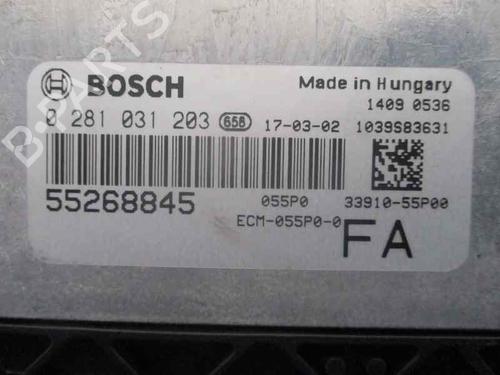 BOSCH Made in Hungary
1409 0536
0 281 031 203 658 17-03-02 1039S83631
55268845 055P0 33910-55P00
ECM-055P0-0 FA